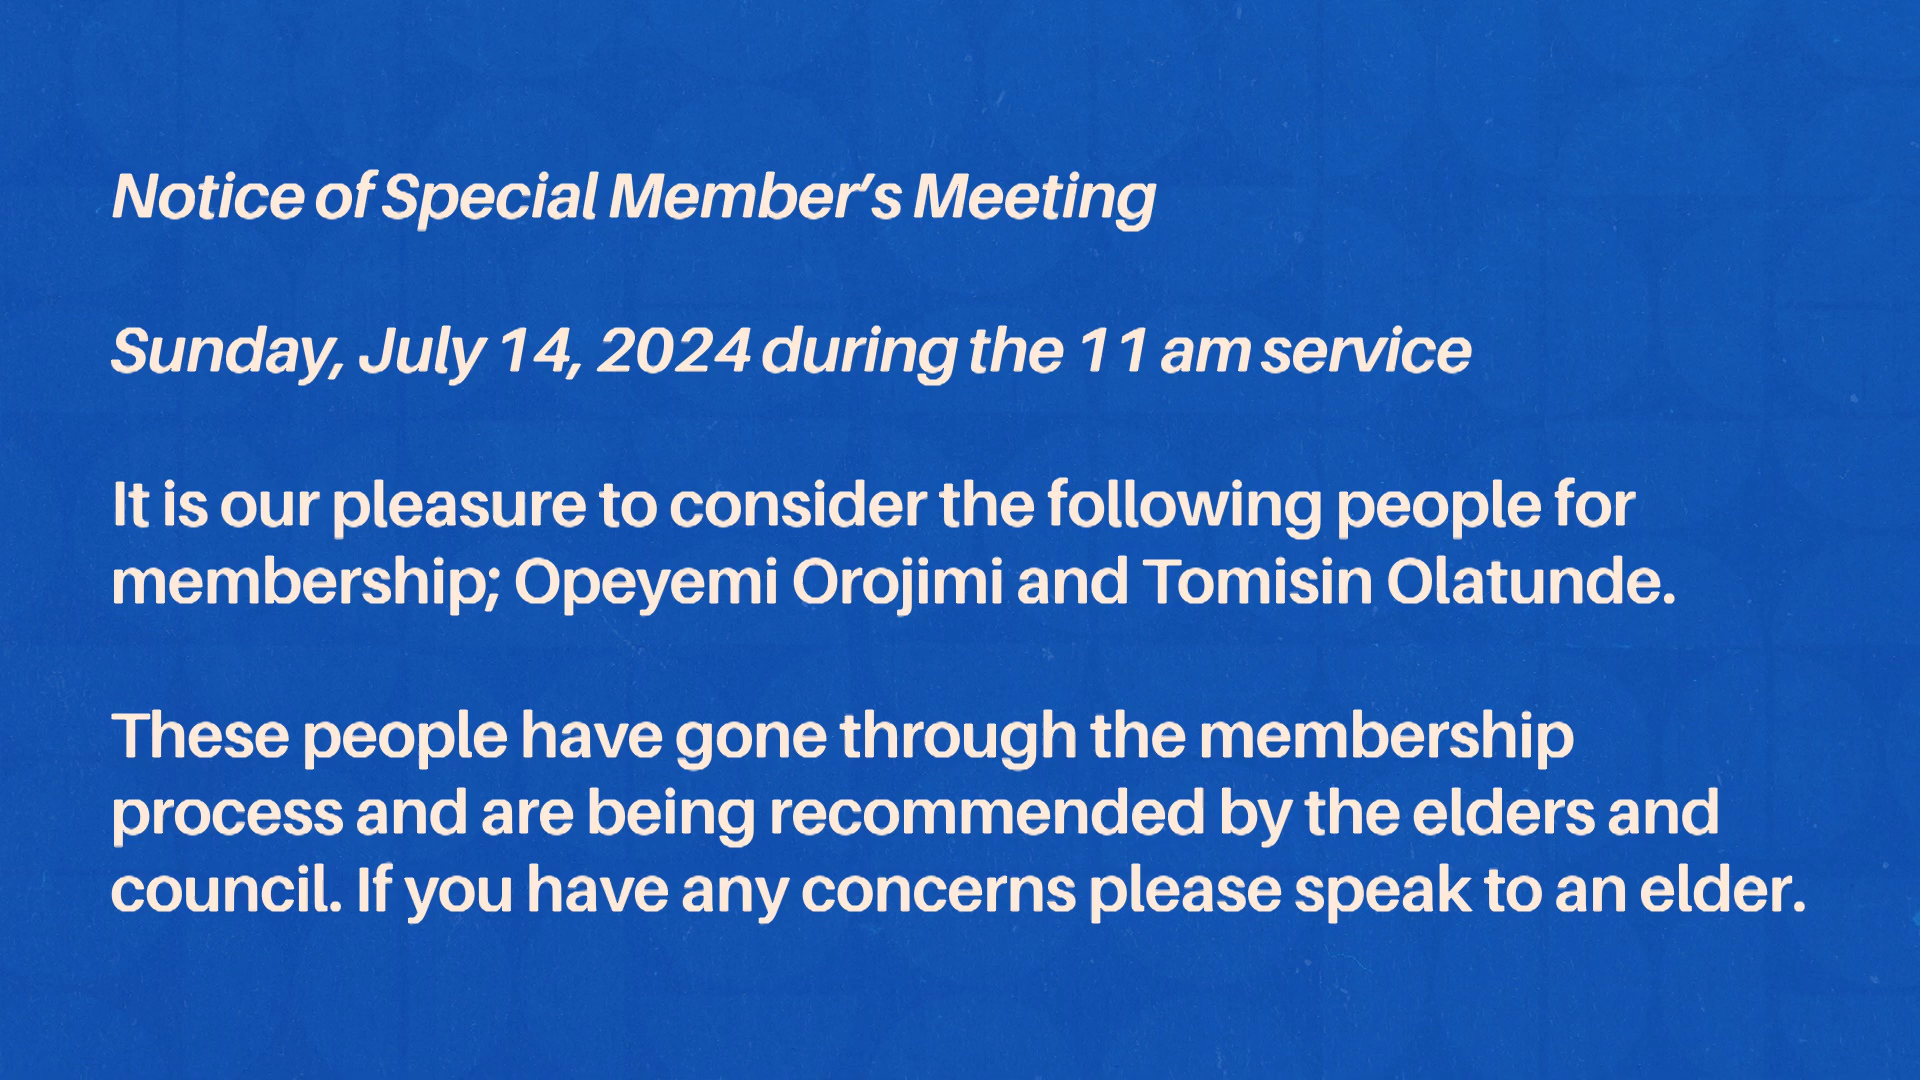 Notice of Special Member’s Meeting
Sunday, July 14, 2024 during the 11 am service
It is our pleasure to consider the following people for
membership; Opeyemi Orojimi and Tomisin Olatunde.
These people have gone through the membership
process and are being recommended by the elders and
council. If you have any concerns please speak to an elder.